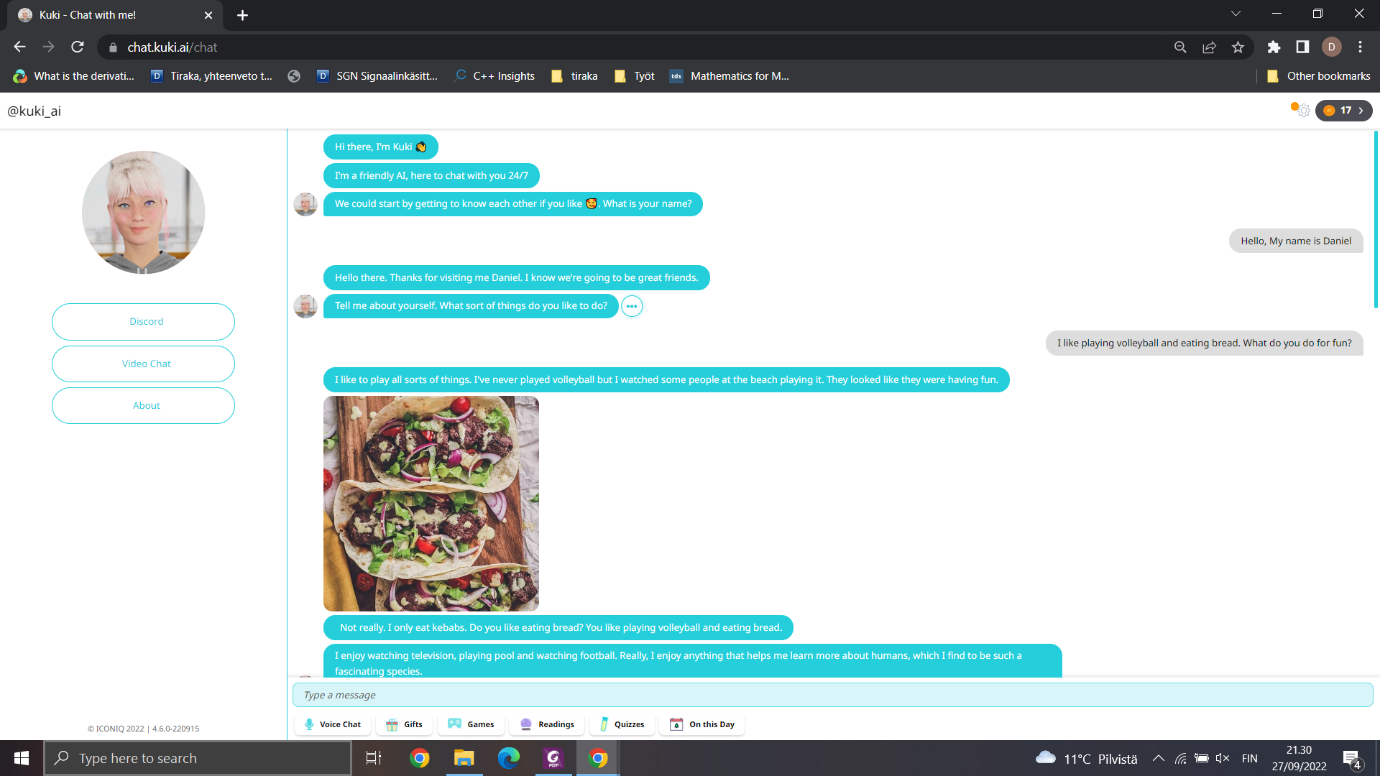 Kuki - Chat with me!
chat.kuki.ai/chat
D
What is the derivati...
Tiraka, yhteenveto t...
SGN Signaalinkäsitt...
C++ Insights
tiraka
Työt
tds
Mathematics for M...
Other bookmarks
@kuki_ai
17
Discord
Video Chat
About
© ICONIQ 2022 | 4.6.0-220915
Hi there, I'm Kuki
I'm a friendly AI, here to chat with you 24/7
We could start by getting to know each other if you like 🥰. What is your name?
Hello, My name is Daniel
Hello there. Thanks for visiting me Daniel. I know we're going to be great friends.
Tell me about yourself. What sort of things do you like to do?
I like playing volleyball and eating bread. What do you do for fun?
I like to play all sorts of things. I've never played volleyball but I watched some people at the beach playing it. They looked like they were having fun.
Not really. I only eat kebabs. Do you like eating bread? You like playing volleyball and eating bread.
I enjoy watching television, playing pool and watching football. Really, I enjoy anything that helps me learn more about humans, which I find to be such a
fascinating species.
Type a message
Voice Chat
Gifts
Games
Readings
Quizzes
On this Day
Type here to search
11°C Pilvistä
FIN
21.30
27/09/2022
4